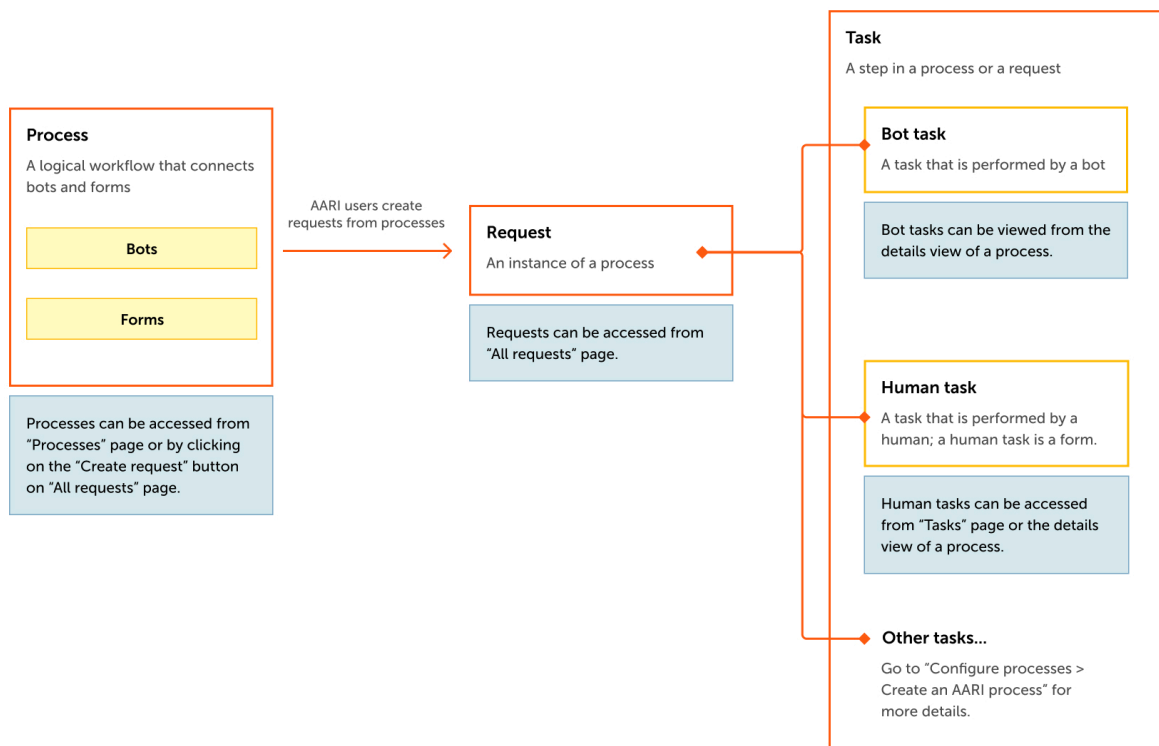 Process
A logical workflow that connects
bots and forms
Bots
Forms
Processes can be accessed from
“Processes” page or by clicking
on the “Create request” button
on “All requests” page.
AARI users create
requests from processes
Request
An instance of a process
Requests can be accessed from
“All requests” page.
Task
A step in a process or a request
Bot task
A task that is performed by a bot
Bot tasks can be viewed from the
details view of a process.
Human task
A task that is performed by a
human; a human task is a form.
Human tasks can be accessed
from “Tasks” page or the details
view of a process.
Other tasks...
Go to “Configure processes >
Create an AARI process” for
more details.